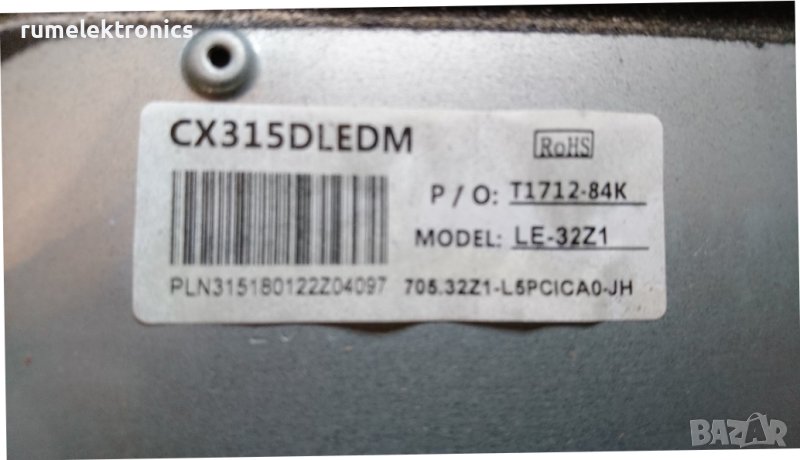 rumelektronics
CX315DLEDM
RoHS
P / O: T1712-84K
MODEL: LE-32Z1
PLN315180122Z04097 705.32Z1-L5PCICA0-JH
BAZAR